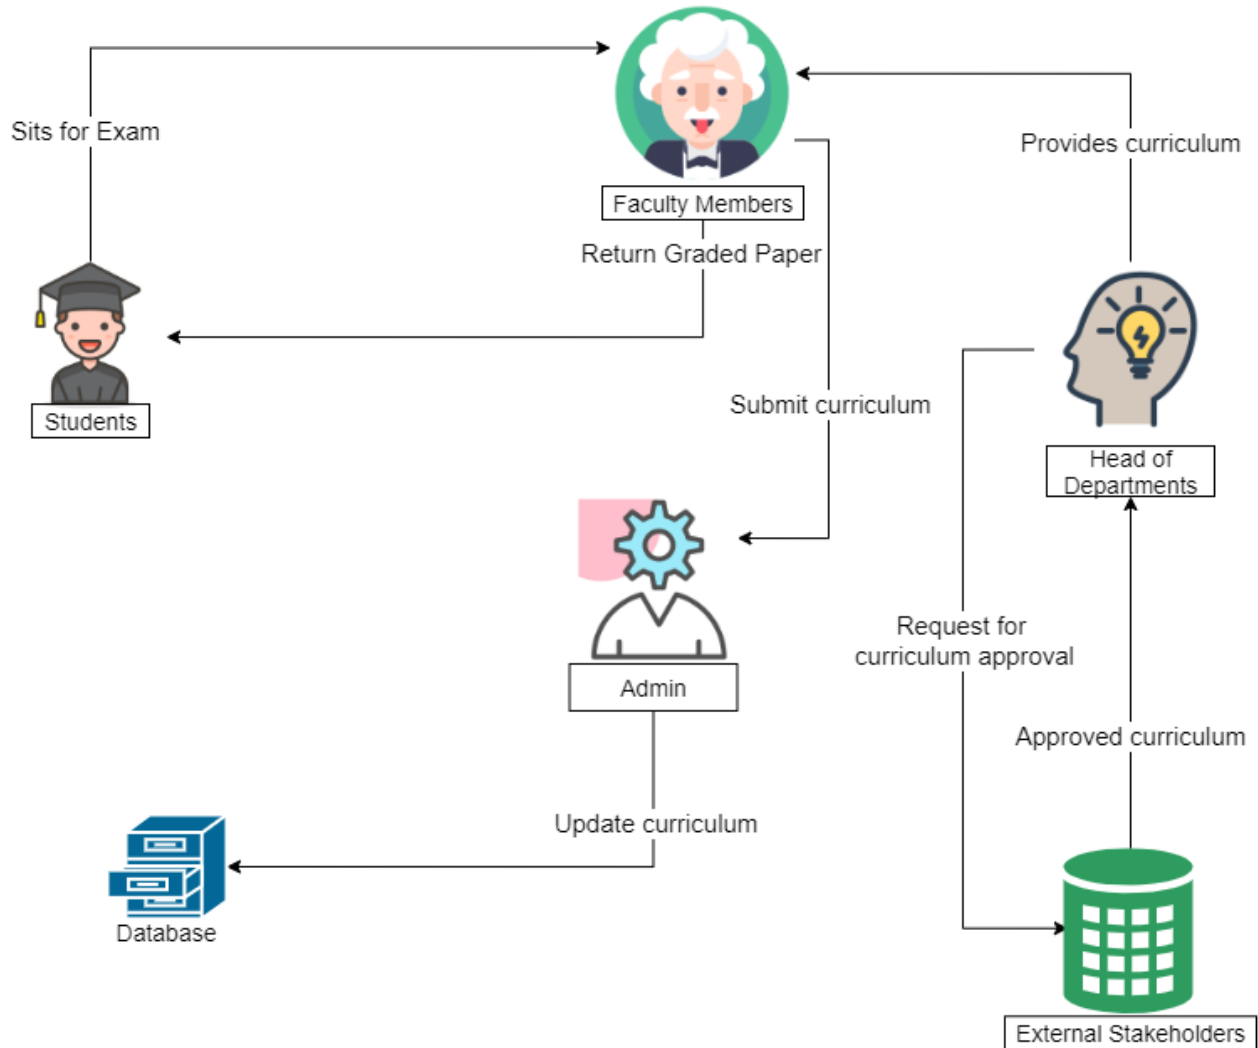 Sits for Exam
Provides curriculum
Faculty Members
Return Graded Paper
Submit curriculum
Students
Head of
Departments
Request for
curriculum approval
Admin
Approved curriculum
Update curriculum
Database
External Stakeholders